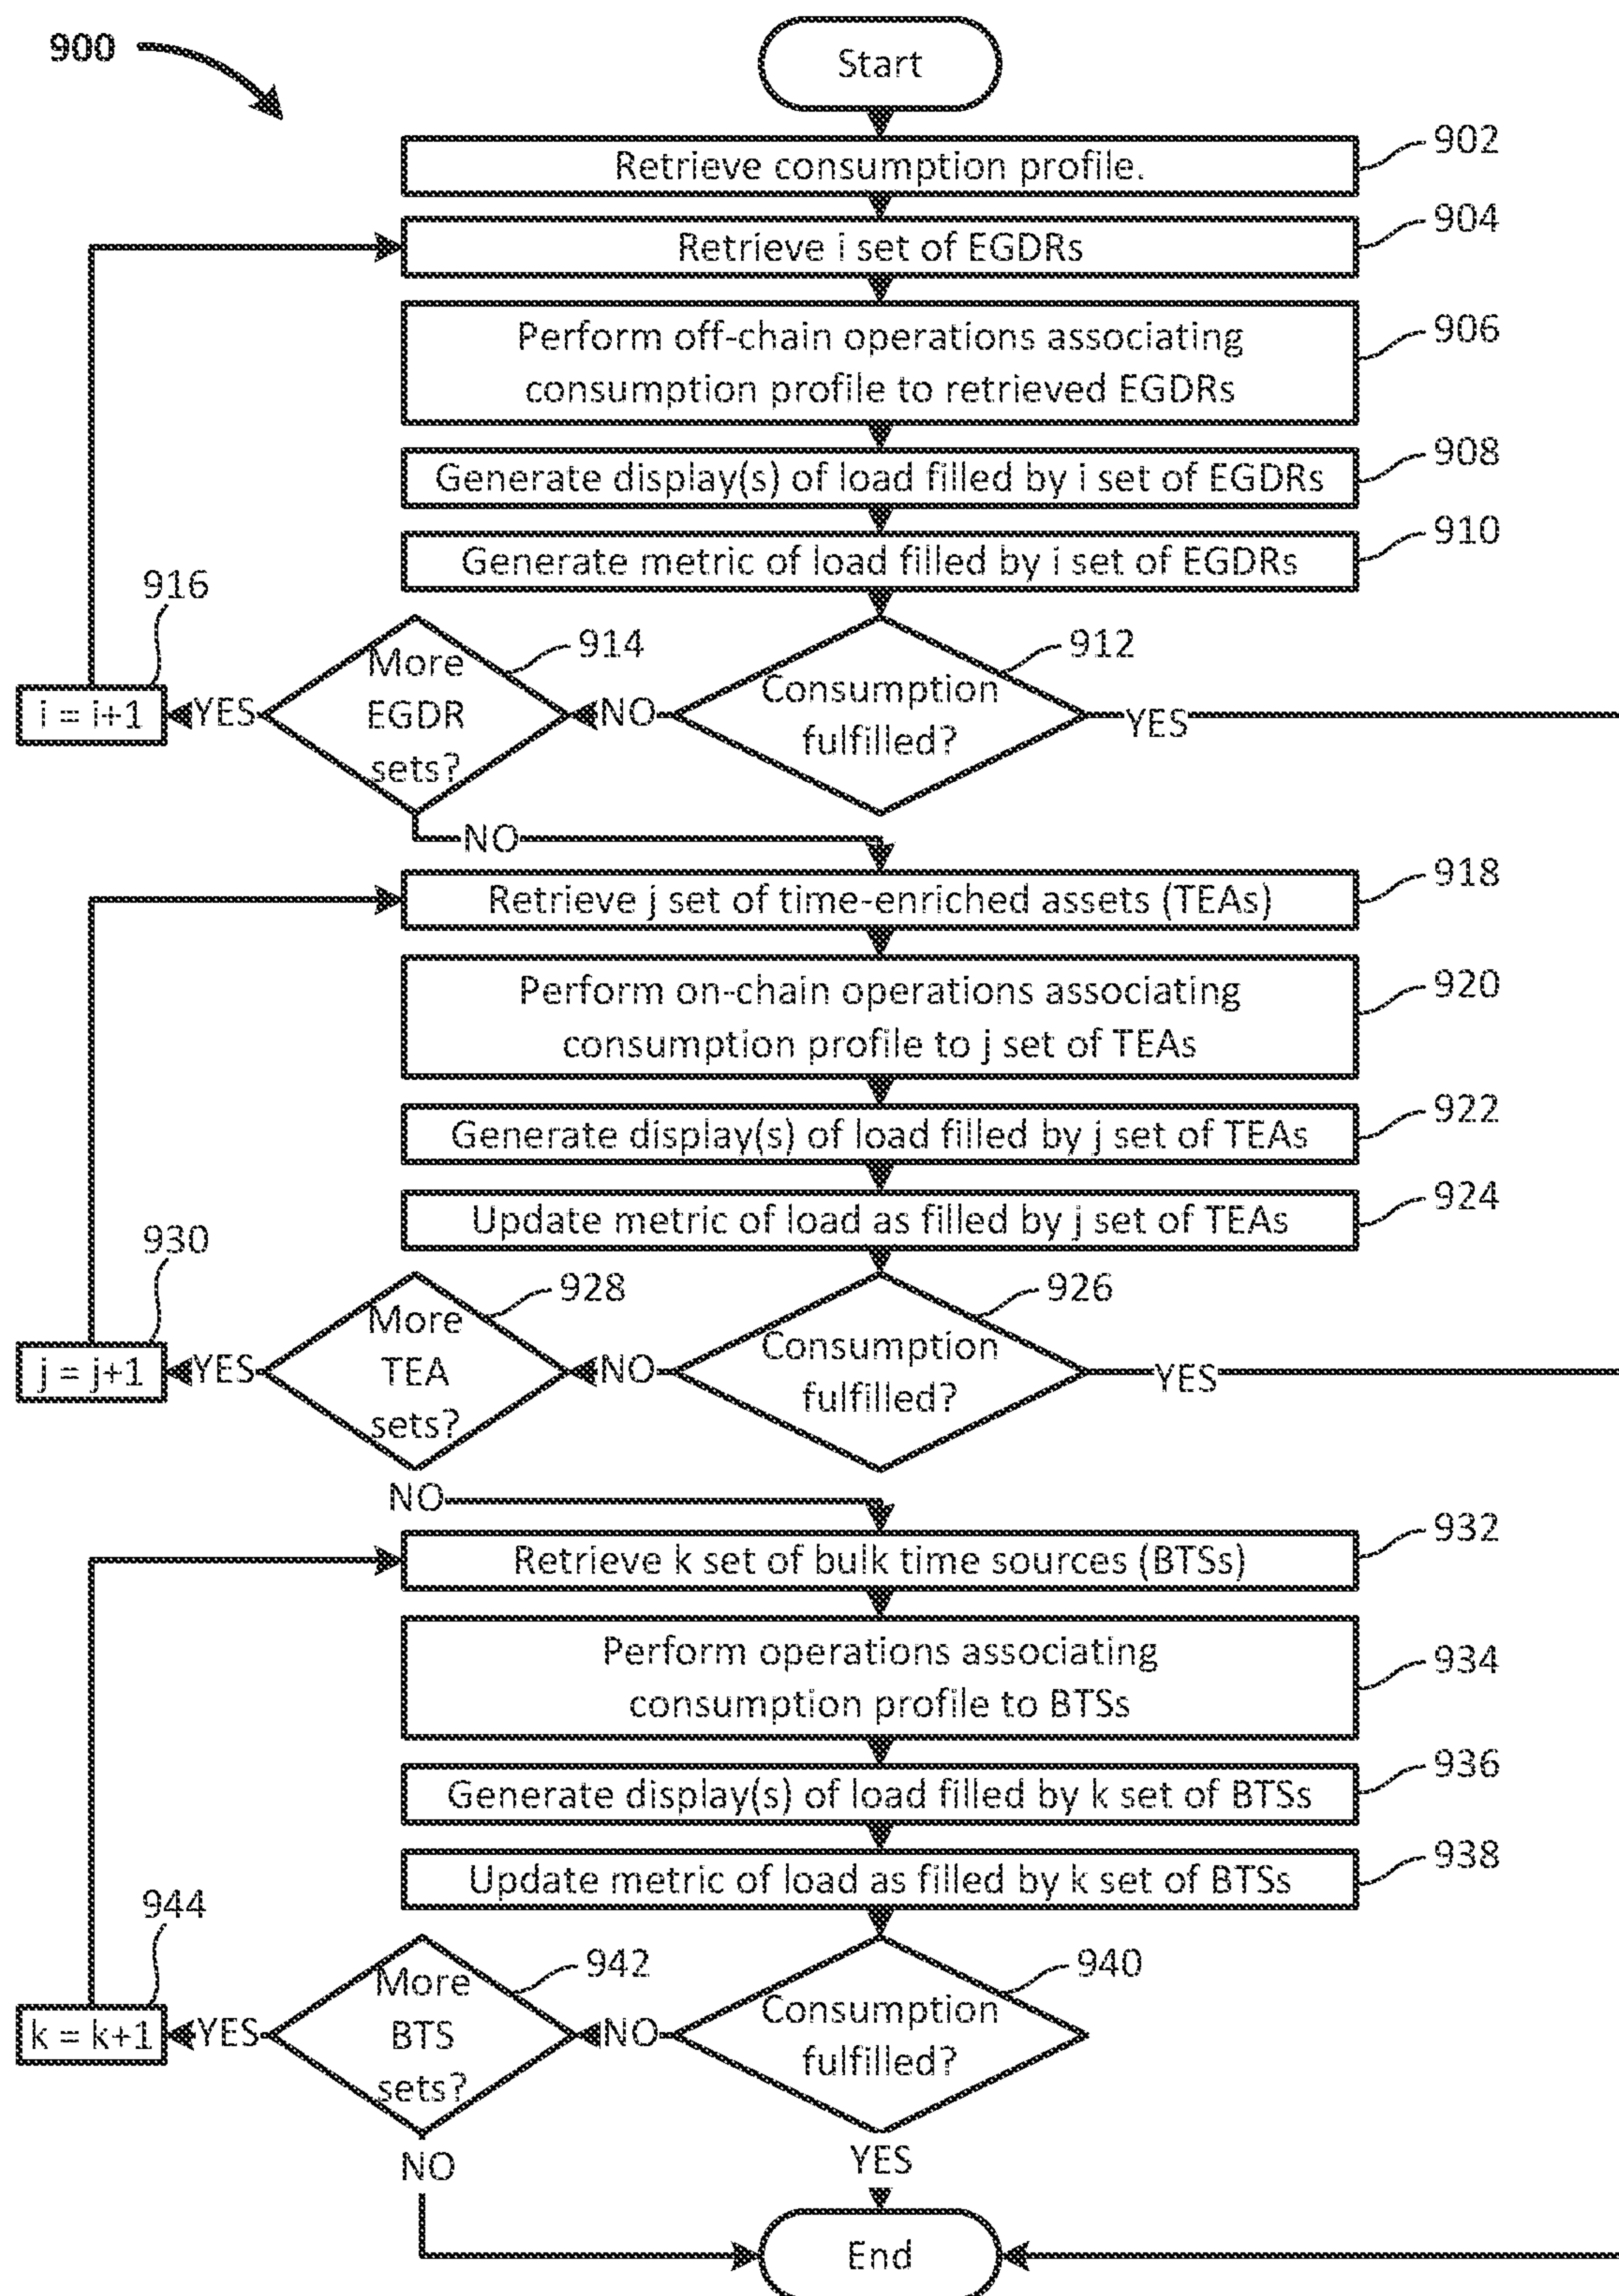 900
Start
Retrieve consumption profile.
902
Retrieve i set of EGDRs
904
Perform off-chain operations associating
consumption profile to retrieved EGDRs
906
Generate display(s) of load filled by i set of EGDRs
908
Generate metric of load filled by i set of EGDRs
910
916
i = i+1
YES
More
EGDR
sets?
914
NO
Consumption
fulfilled?
912
YES
NO
Retrieve j set of time-enriched assets (TEAs)
918
Perform on-chain operations associating
consumption profile to j set of TEAs
920
Generate display(s) of load filled by j set of TEAs
922
Update metric of load as filled by j set of TEAs
924
930
j = j+1
YES
More
TEA
sets?
928
NO
Consumption
fulfilled?
926
YES
NO
Retrieve k set of bulk time sources (BTSs)
932
Perform operations associating
consumption profile to BTSs
934
Generate display(s) of load filled by k set of BTSs
936
Update metric of load as filled by k set of BTSs
938
944
k = k+1
YES
More
BTS
sets?
942
NO
Consumption
fulfilled?
940
NO
YES
End